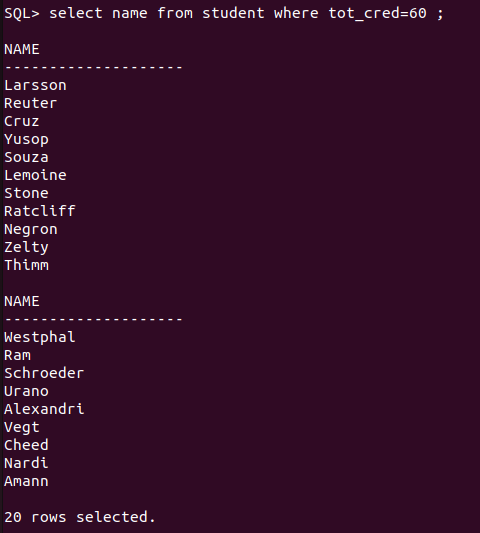 SQL> select name from student where tot_cred=60 ;
NAME
--------------------
Larsson
Reuter
Cruz
Yusop
Souza
Lemoine
Stone
Ratcliff
Negron
Zelty
Thimm
NAME
--------------------
Westphal
Ram
Schroeder
Urano
Alexandri
Vegt
Cheed
Nardi
Amann
20 rows selected.